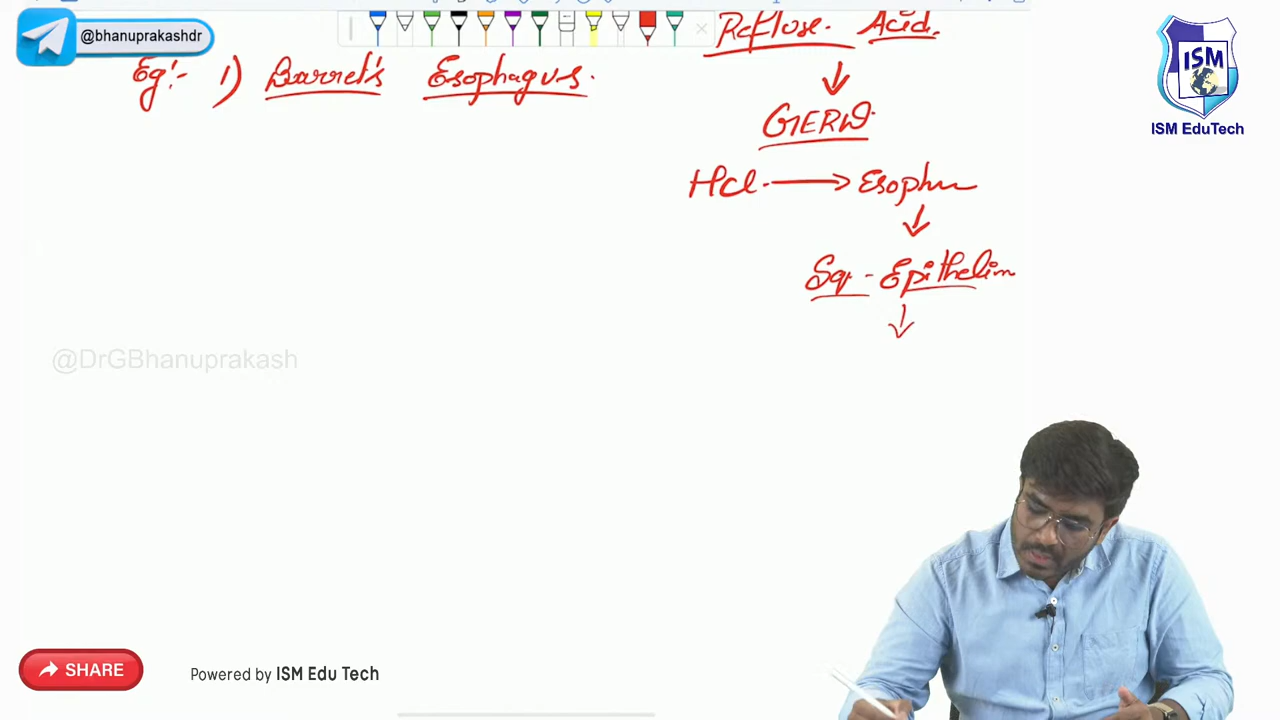 @bhanuprakashdr
Refluse. Acid.
Eg:- 1) Barret's Esophagus.
GERD.
HCl. → Esophu
Sq. - Epithelim
ISM
ISM EduTech
@DrGBhanuprakash
SHARE
Powered by ISM Edu Tech